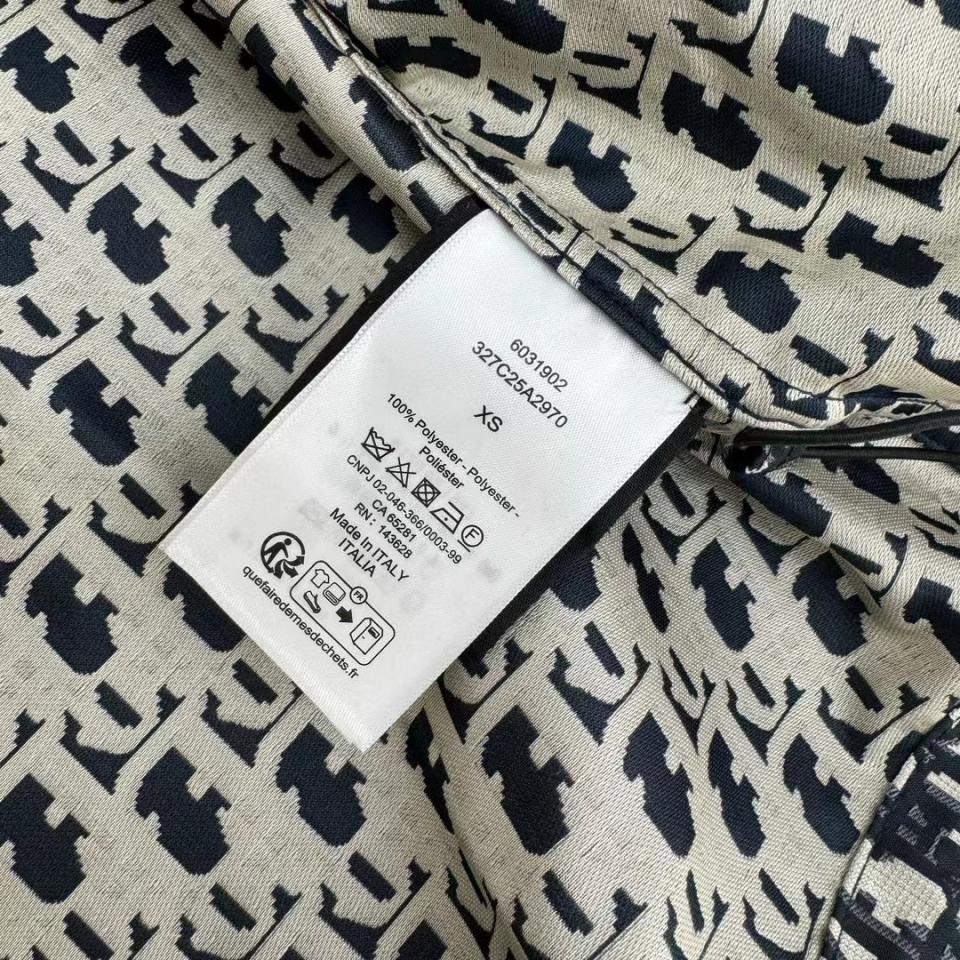 6031902
327C25A2970
XS
100% Polyester - Polyester -
Poliéster
F
CNPJ 02-046-366/0003-99
CA 65281
RN: 143628
Made In ITALY
ITALIA
FR
quefairedemesdechets.fr